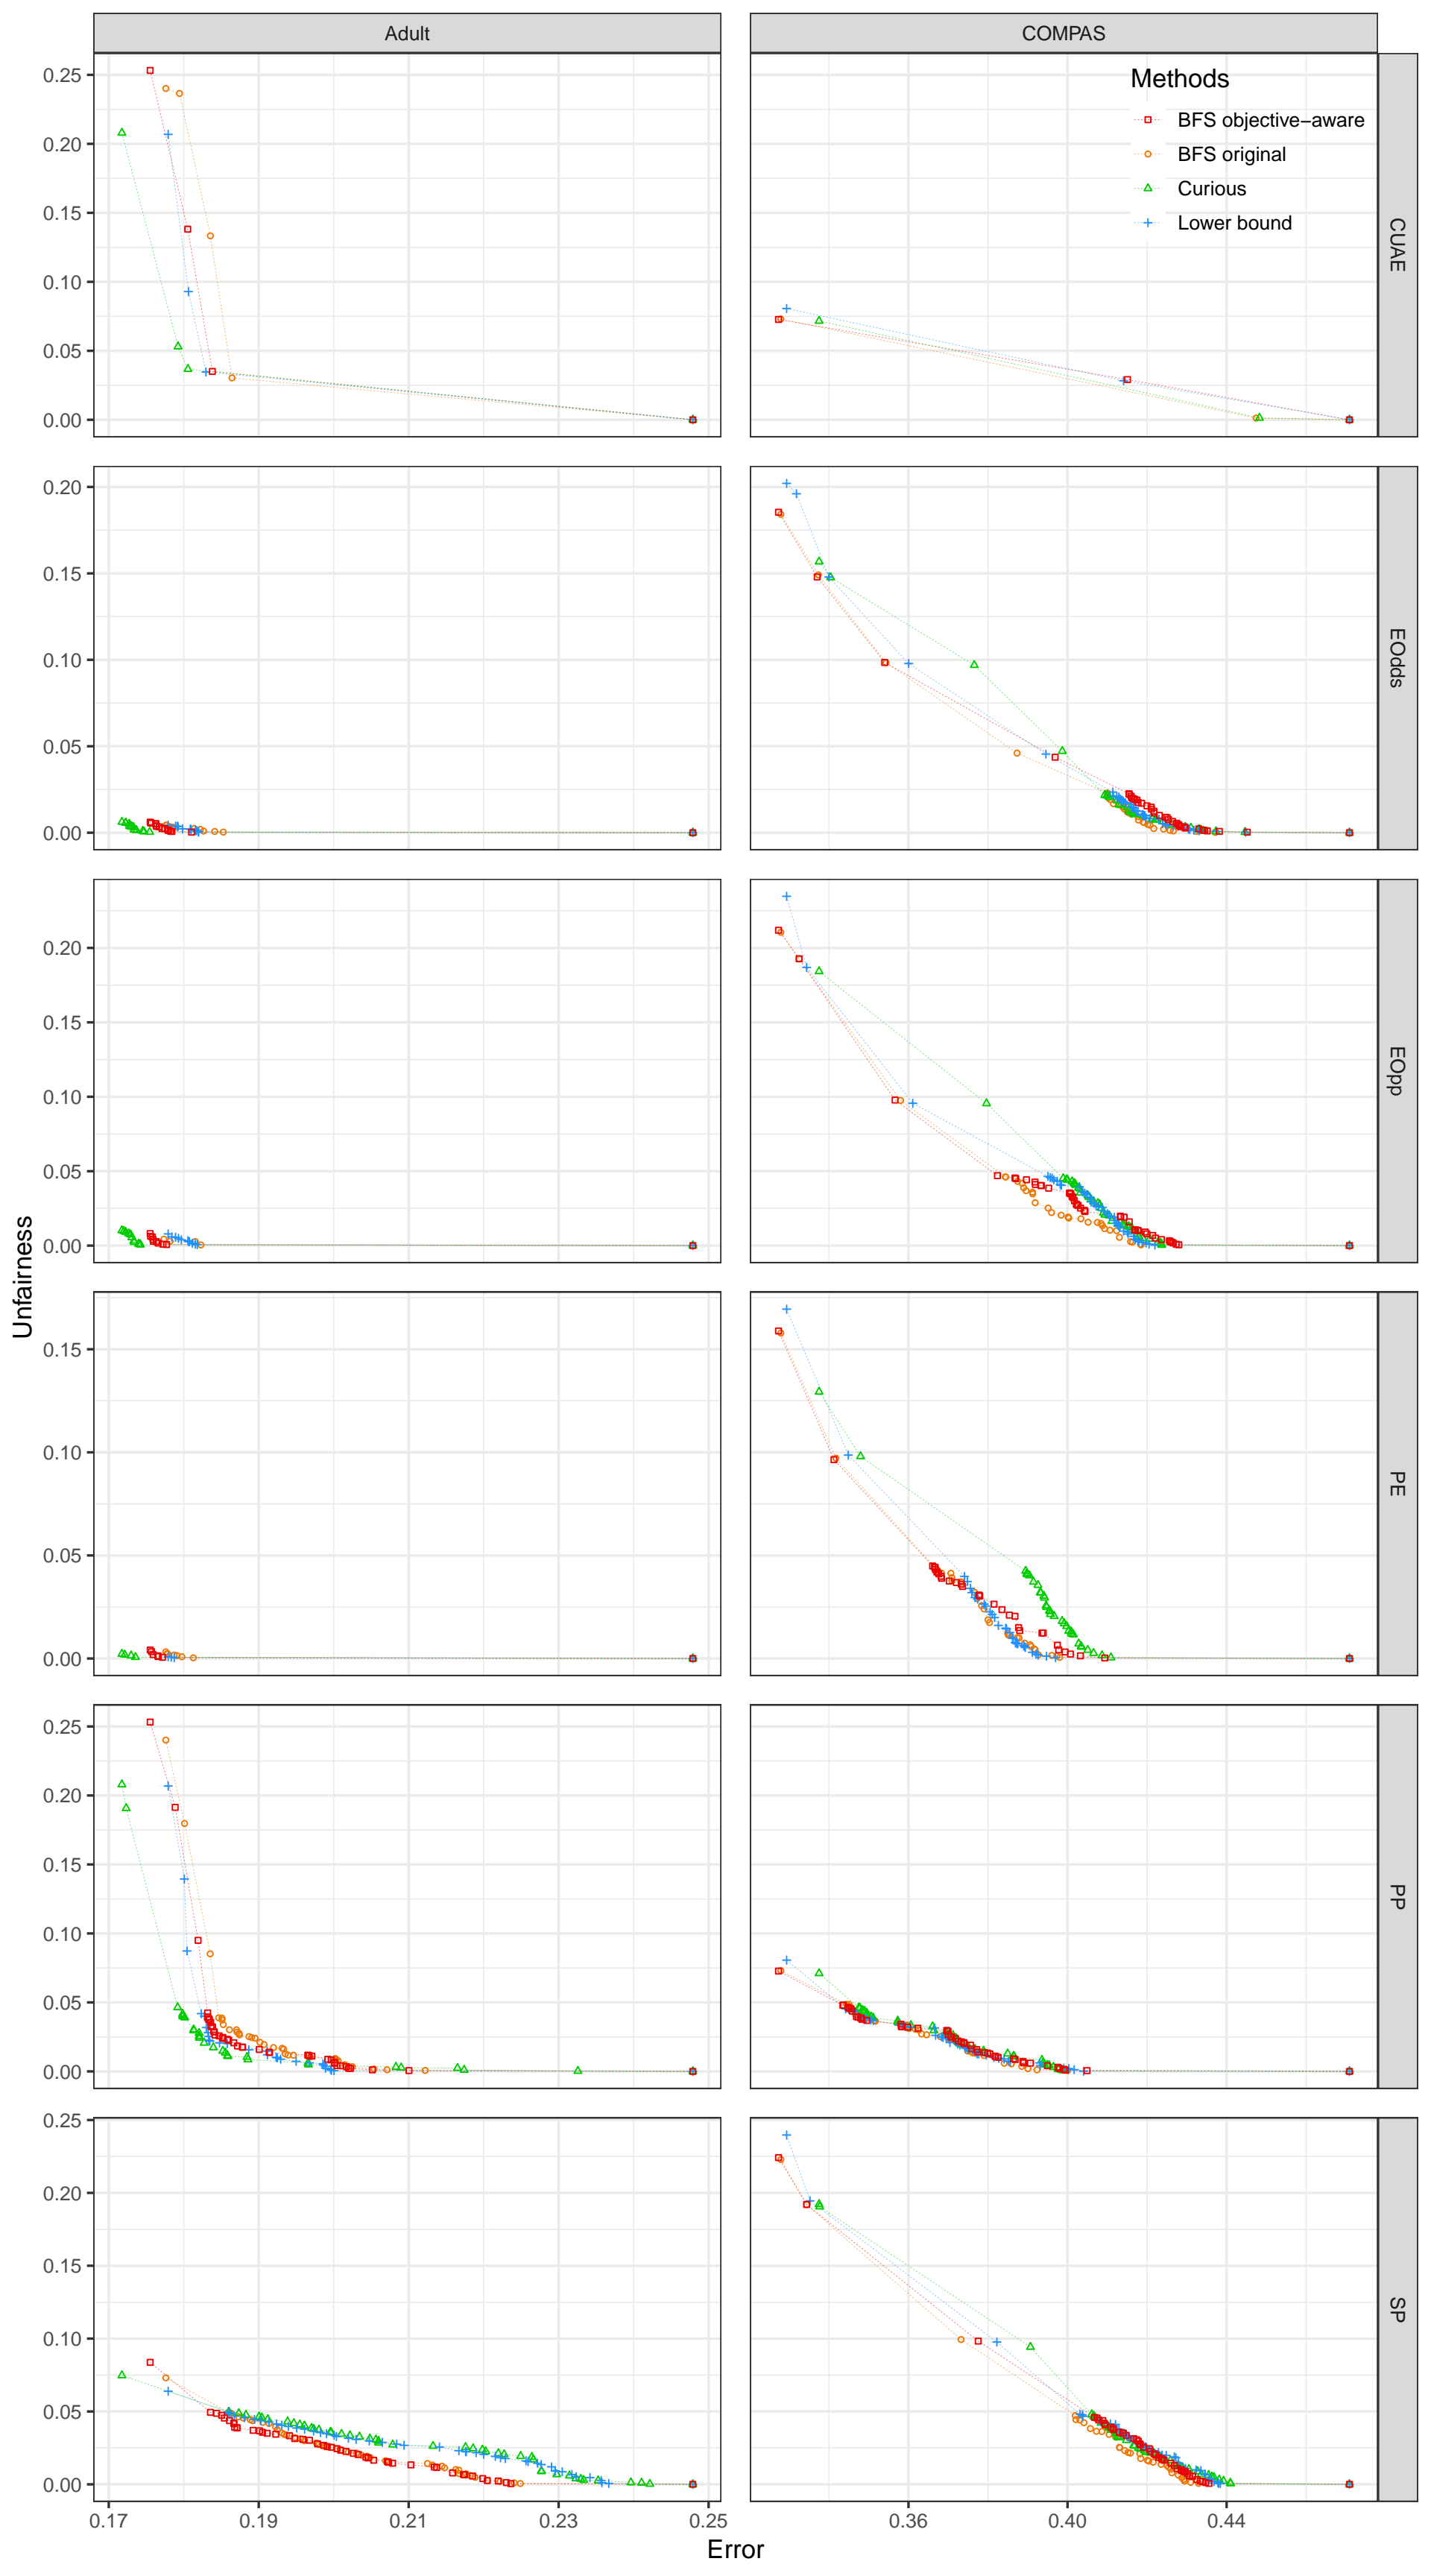 Adult
COMPAS
Methods
BFS objective−aware
BFS original
Curious
Lower bound
0.25
0.20
0.15
0.10
0.05
0.00
CUAE
0.20
0.15
0.10
0.05
0.00
EOdds
0.20
0.15
0.10
0.05
0.00
EOpp
Unfairness
0.15
0.10
0.05
0.00
PE
0.25
0.20
0.15
0.10
0.05
0.00
PP
0.25
0.20
0.15
0.10
0.05
0.00
SP
0.17 0.19 0.21 0.23 0.25
0.36 0.40 0.44
Error